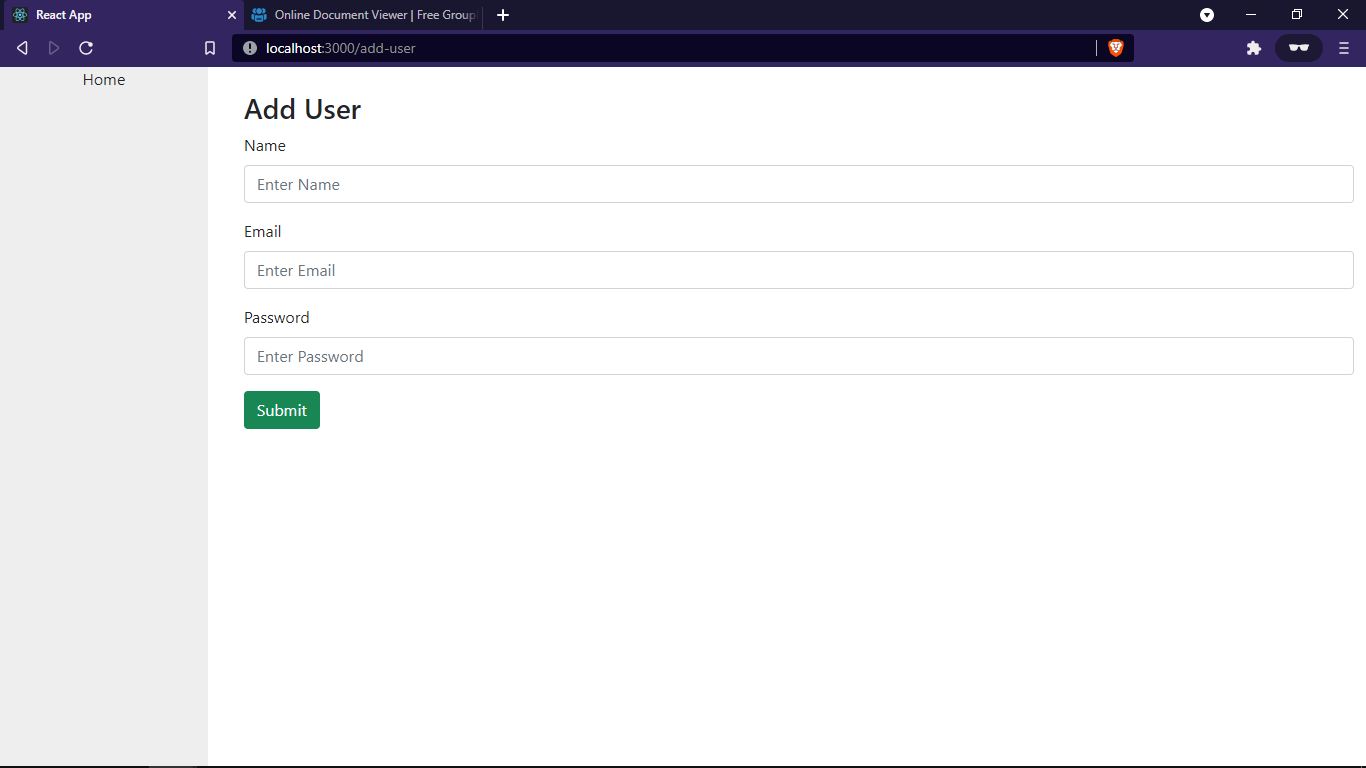 React App
Online Document Viewer | Free Group
localhost:3000/add-user
Home
Add User
Name
Enter Name
Email
Enter Email
Password
Enter Password
Submit